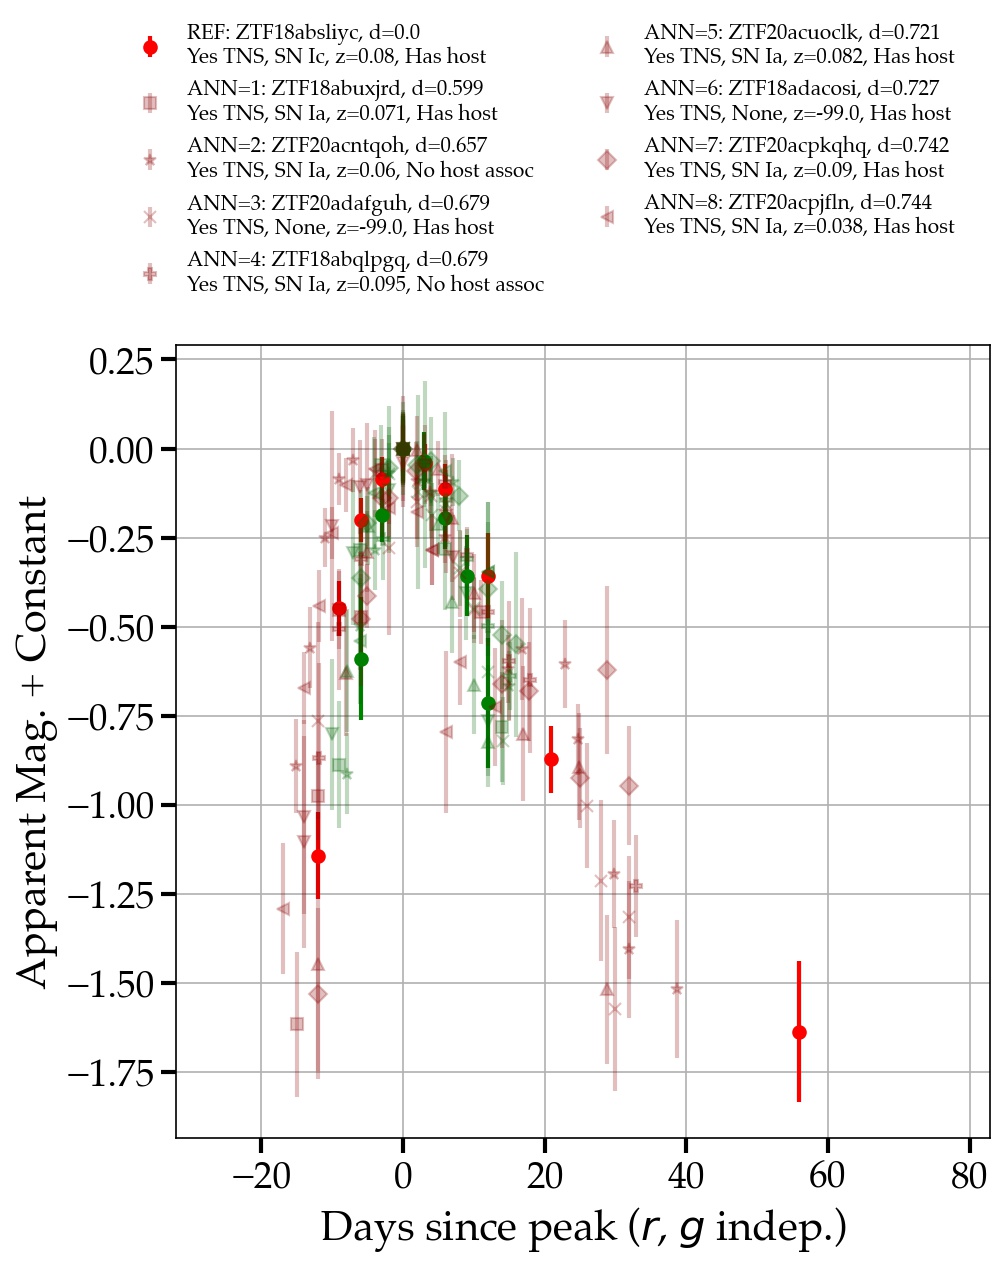 REF: ZTF18absliyc, d=0.0
Yes TNS, SN Ic, z=0.08, Has host
ANN=1: ZTF18abuxjrd, d=0.599
Yes TNS, SN Ia, z=0.071, Has host
ANN=2: ZTF20acntqoh, d=0.657
Yes TNS, SN Ia, z=0.06, No host assoc
ANN=3: ZTF20adafguh, d=0.679
Yes TNS, None, z=-99.0, Has host
ANN=4: ZTF18abqlpgq, d=0.679
Yes TNS, SN Ia, z=0.095, No host assoc
ANN=5: ZTF20acuoclk, d=0.721
Yes TNS, SN Ia, z=0.082, Has host
ANN=6: ZTF18adacosi, d=0.727
Yes TNS, None, z=-99.0, Has host
ANN=7: ZTF20acpkqhq, d=0.742
Yes TNS, SN Ia, z=0.09, Has host
ANN=8: ZTF20acpjfln, d=0.744
Yes TNS, SN Ia, z=0.038, Has host
Apparent Mag. + Constant
0.25
0.00
−0.25
−0.50
−0.75
−1.00
−1.25
−1.50
−1.75
−20
0
20
40
60
80
Days since peak (r, g indep.)